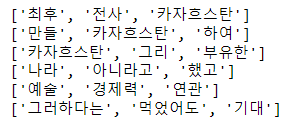 ['최후', '전사', '카자흐스탄']
['만들', '카자흐스탄', '하여']
['카자흐스탄', '그리', '부유한']
['나라', '아니라고', '했고']
['예술', '경제력', '연관']
['그러하다는', '먹었어도', '기대']